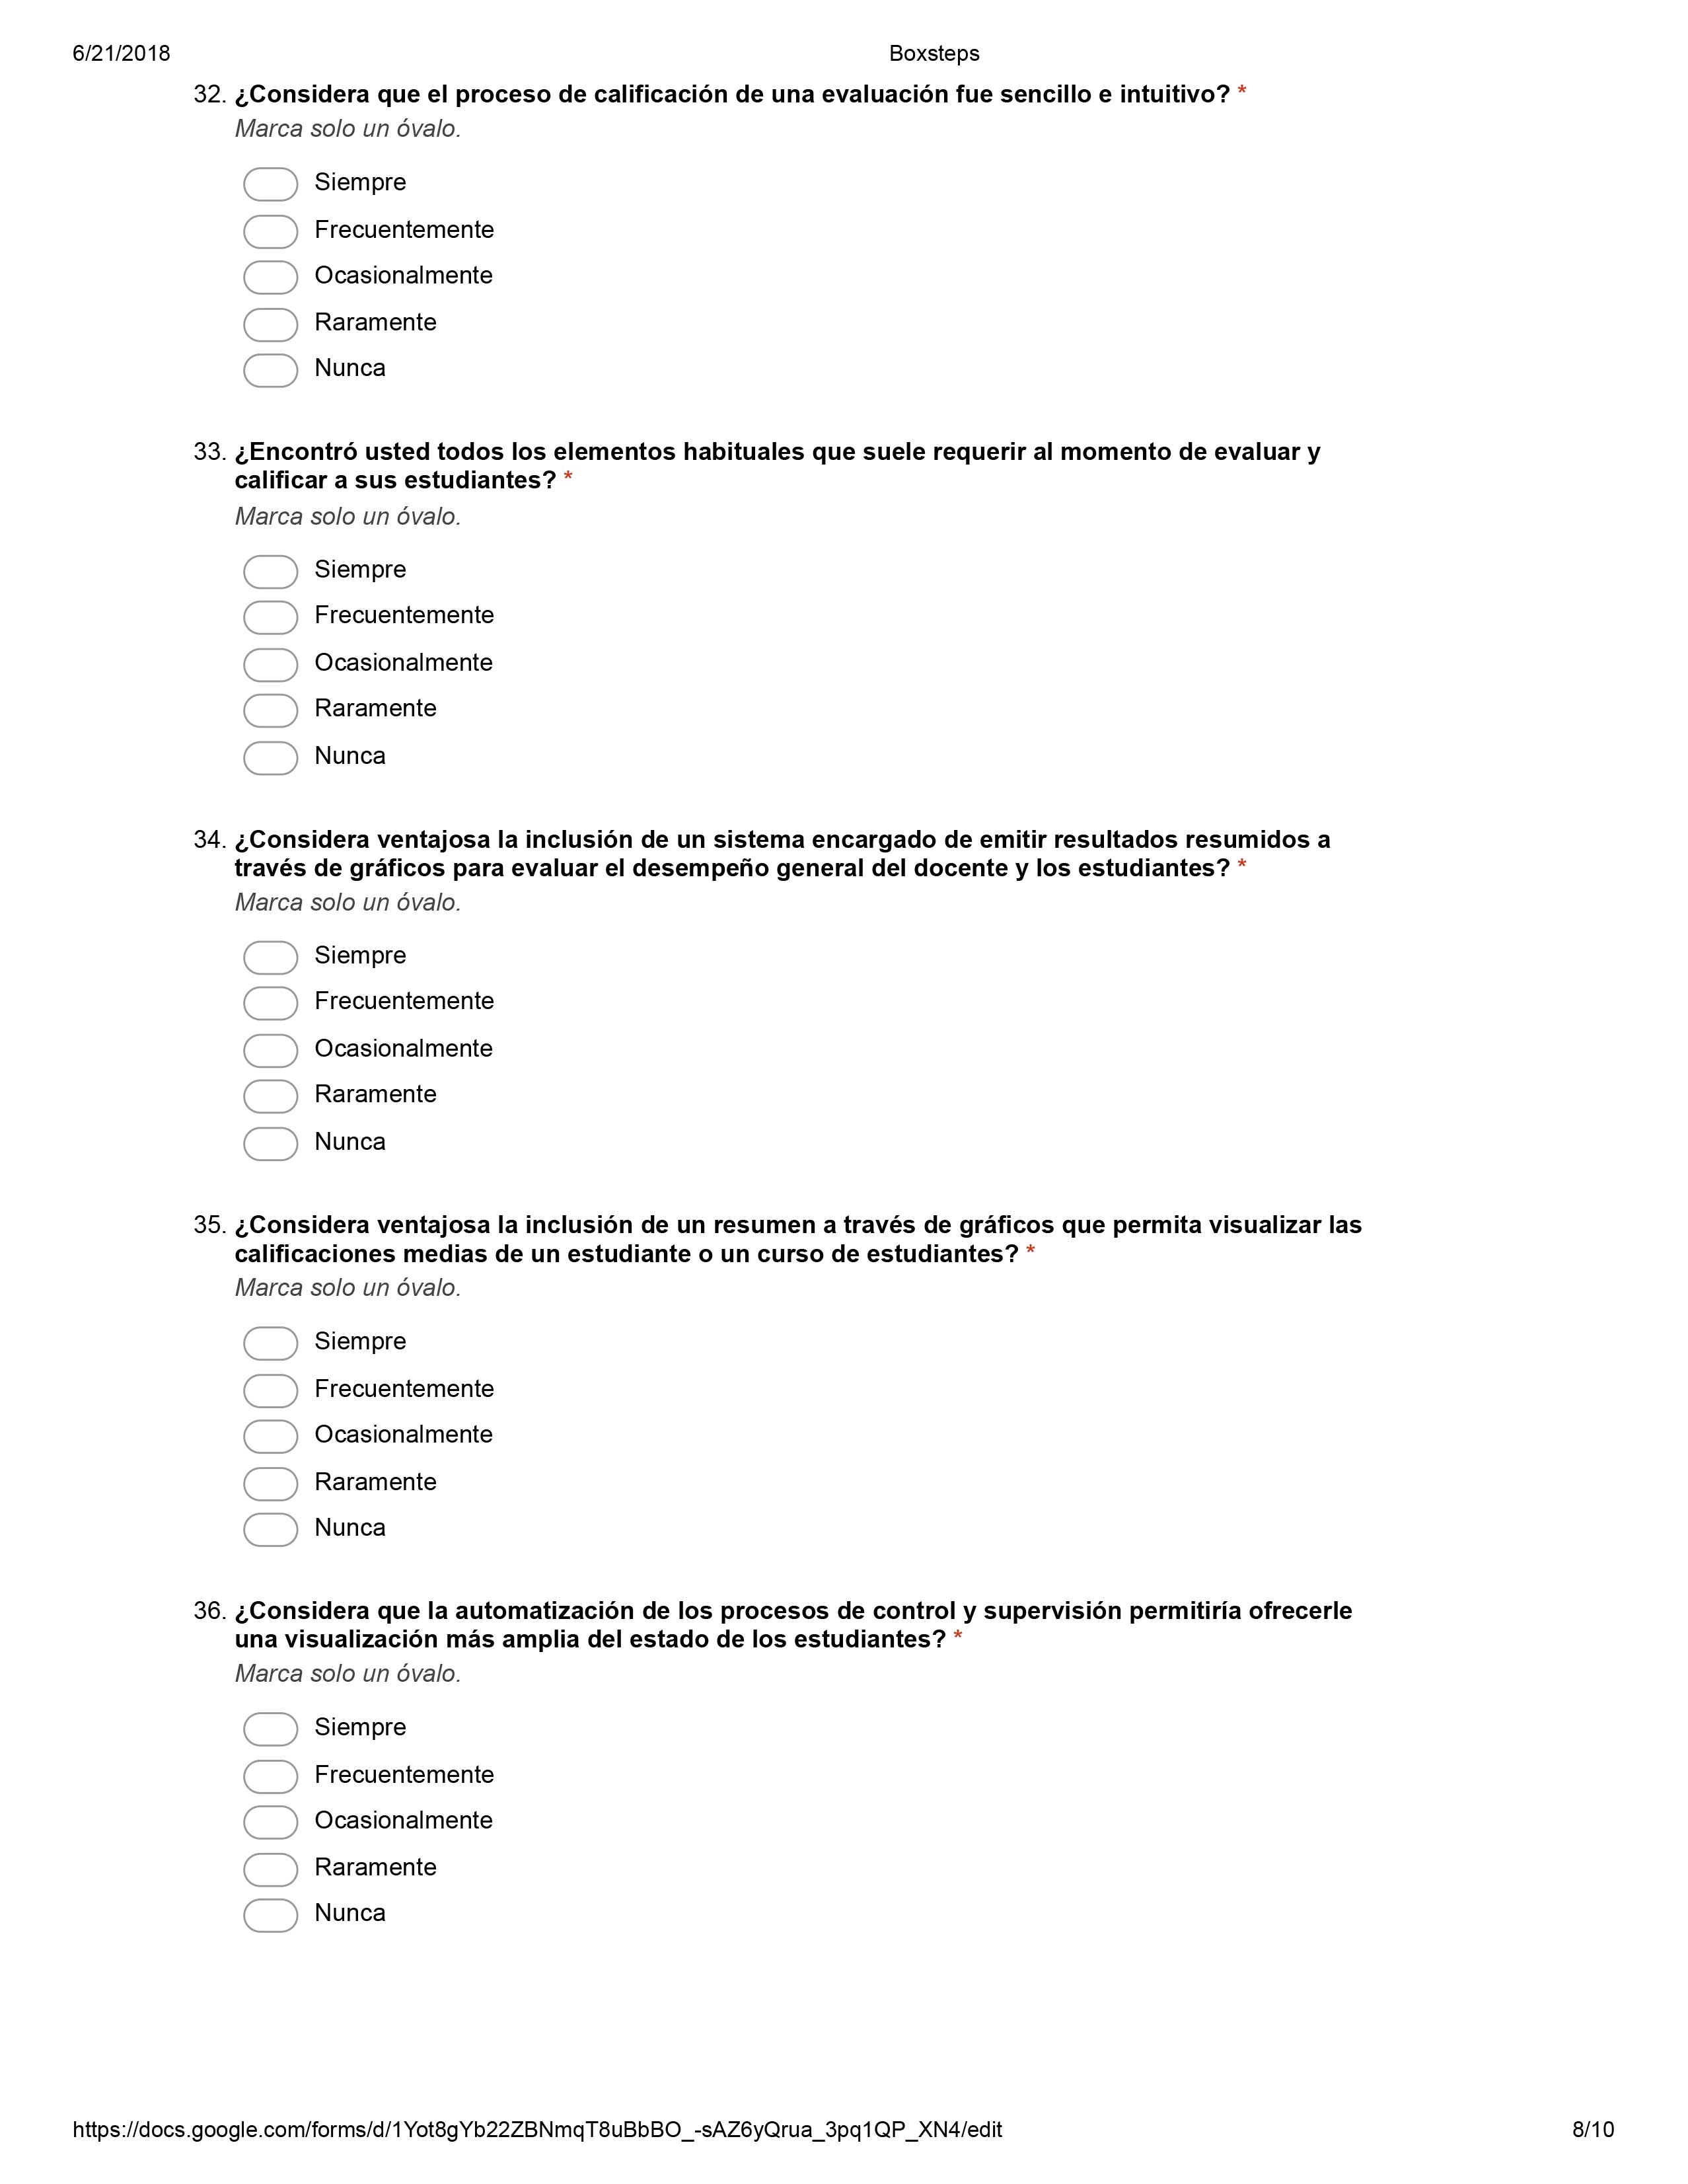 6/21/2018 Boxsteps
32. ¿Considera que el proceso de calificación de una evaluación fue sencillo e intuitivo? *
Marca solo un óvalo.
Siempre
Frecuentemente
Ocasionalmente
Raramente
Nunca
33. ¿Encontró usted todos los elementos habituales que suele requerir al momento de evaluar y
calificar a sus estudiantes? *
Marca solo un óvalo.
Siempre
Frecuentemente
Ocasionalmente
Raramente
Nunca
34. ¿Considera ventajosa la inclusión de un sistema encargado de emitir resultados resumidos a
través de gráficos para evaluar el desempeño general del docente y los estudiantes? *
Marca solo un óvalo.
Siempre
Frecuentemente
Ocasionalmente
Raramente
Nunca
35. ¿Considera ventajosa la inclusión de un resumen a través de gráficos que permita visualizar las
calificaciones medias de un estudiante o un curso de estudiantes? *
Marca solo un óvalo.
Siempre
Frecuentemente
Ocasionalmente
Raramente
Nunca
36. ¿Considera que la automatización de los procesos de control y supervisión permitiría ofrecerle
una visualización más amplia del estado de los estudiantes? *
Marca solo un óvalo.
Siempre
Frecuentemente
Ocasionalmente
Raramente
Nunca
https://docs.google.com/forms/d/1Yot8gYb22ZBNmqT8uBbBO_-sAZ6yQrua_3pq1QP_XN4/edit 8/10